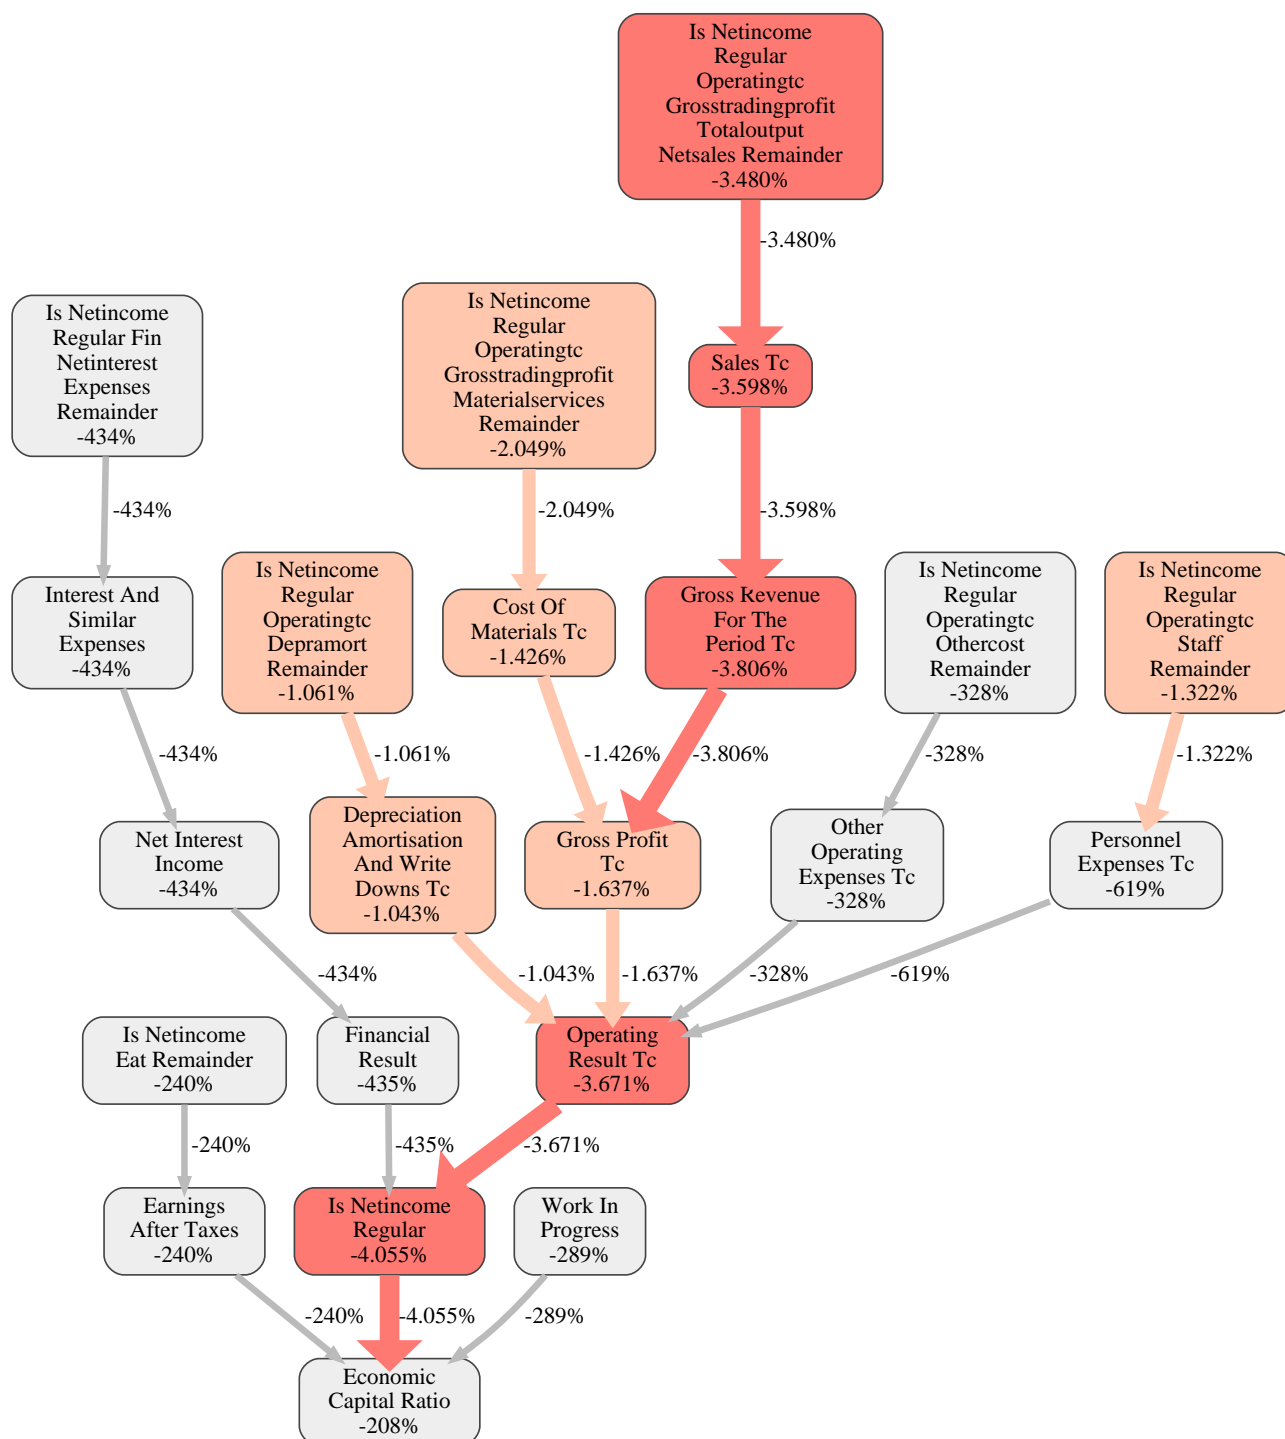 Is Netincome
Regular
Operatingtc
Grosstradingprofit
Totaloutput
Netsales Remainder
-3.480%
-3.480%
Is Netincome
Regular Fin
Netinterest
Expenses
Remainder
-434%
Is Netincome
Regular
Operatingtc
Grosstradingprofit
Materialservices
Remainder
-2.049%
Sales Tc
-3.598%
-434%
-2.049%
-3.598%
Interest And
Similar
Expenses
-434%
Is Netincome
Regular
Operatingtc
Depramort
Remainder
-1.061%
Cost Of
Materials Tc
-1.426%
Gross Revenue
For The
Period Tc
-3.806%
Is Netincome
Regular
Operatingtc
Othercost
Remainder
-328%
Is Netincome
Regular
Operatingtc
Staff
Remainder
-1.322%
-434%
-1.061%
-1.426%
-3.806%
-328%
-1.322%
Net Interest
Income
-434%
Depreciation
Amortisation
And Write
Downs Tc
-1.043%
Gross Profit
Tc
-1.637%
Other
Operating
Expenses Tc
-328%
Personnel
Expenses Tc
-619%
-434%
-1.043%
-1.637%
-328%
-619%
Is Netincome
Eat Remainder
-240%
Financial
Result
-435%
Operating
Result Tc
-3.671%
-240%
-435%
-3.671%
Earnings
After Taxes
-240%
Is Netincome
Regular
-4.055%
Work In
Progress
-289%
-240%
-4.055%
-289%
Economic
Capital Ratio
-208%